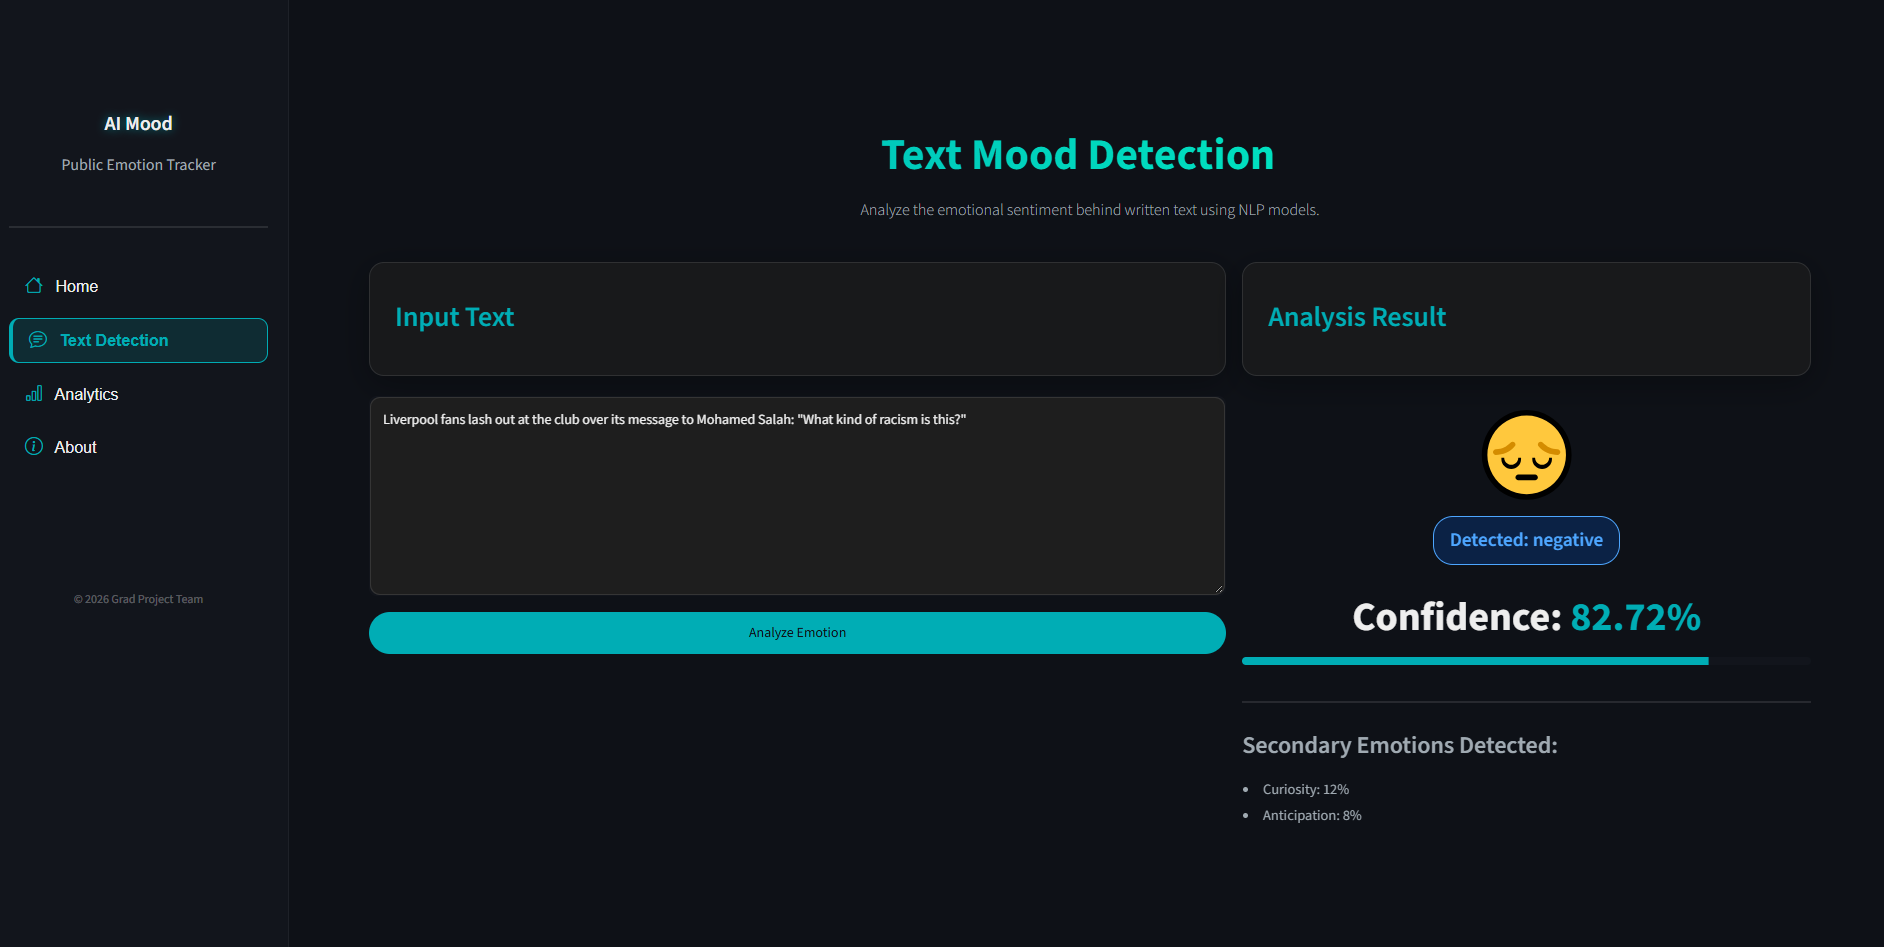 AI Mood
Public Emotion Tracker
Home
Text Detection
Analytics
About
© 2026 Grad Project Team
Text Mood Detection
Analyze the emotional sentiment behind written text using NLP models.
Input Text
Liverpool fans lash out at the club over its message to Mohamed Salah: "What kind of racism is this?"
Analyze Emotion
Analysis Result
Detected: negative
Confidence: 82.72%
Secondary Emotions Detected:
• Curiosity: 12%
• Anticipation: 8%